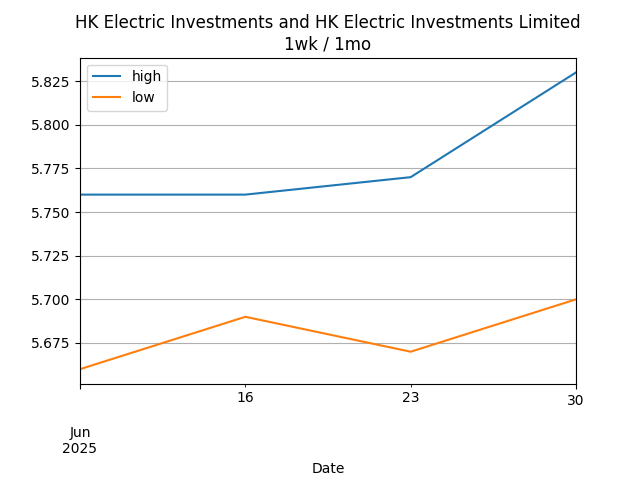 HK Electric Investments and HK Electric Investments Limited
1wk / 1mo
high
low
5.825
5.800
5.775
5.750
5.725
5.700
5.675
16
23
30
Jun
2025
Date